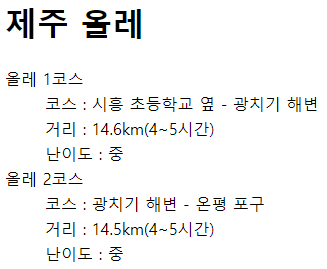 제주 올레
올레 1코스
코스 : 시흥 초등학교 옆 - 광치기 해변
거리 : 14.6km(4~5시간)
난이도 : 중
올레 2코스
코스 : 광치기 해변 - 온평 포구
거리 : 14.5km(4~5시간)
난이도 : 중